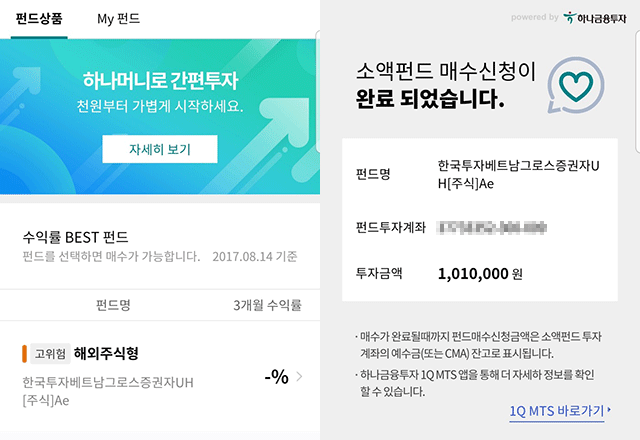 펀드상품
My 펀드
하나머니로 간편투자
천원부터 가볍게 시작하세요.
자세히 보기
수익률 BEST 펀드
펀드를 선택하면 매수가 가능합니다. 2017.08.14 기준
펀드명
3개월 수익률
고위험 해외주식형
한국투자베트남그로스증권자UH
[주식]Ae
-%
powered by 하나금융투자
소액펀드 매수신청이
완료 되었습니다.
펀드명
한국투자베트남그로스증권자U
H[주식]Ae
펀드투자계좌
투자금액
1,010,000 원
· 매수가 완료될때까지 펀드매수신청금액은 소액펀드 투자
계좌의 예수금(또는 CMA) 잔고로 표시됩니다.
· 하나금융투자 1Q MTS 앱을 통해 더 자세하 정보를 확인
할 수 있습니다.
1Q MTS 바로가기